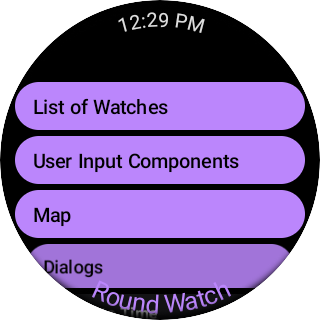 12:29 PM
List of Watches
User Input Components
Map
Dialogs
Round Watch